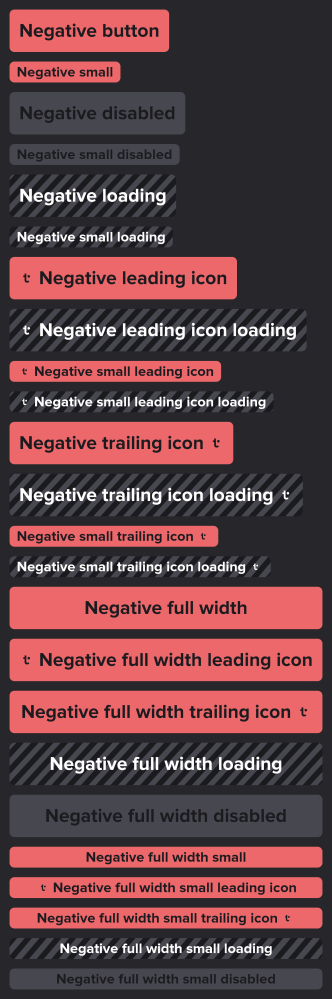 Negative button
Negative small
Negative disabled
Negative small disabled
Negative loading
Negative small loading
Negative leading icon
Negative leading icon loading
Negative small leading icon
Negative small leading icon loading
Negative trailing icon
Negative trailing icon loading
Negative small trailing icon
Negative small trailing icon loading
Negative full width
Negative full width leading icon
Negative full width trailing icon
Negative full width loading
Negative full width disabled
Negative full width small
Negative full width small leading icon
Negative full width small trailing icon
Negative full width small loading
Negative full width small disabled